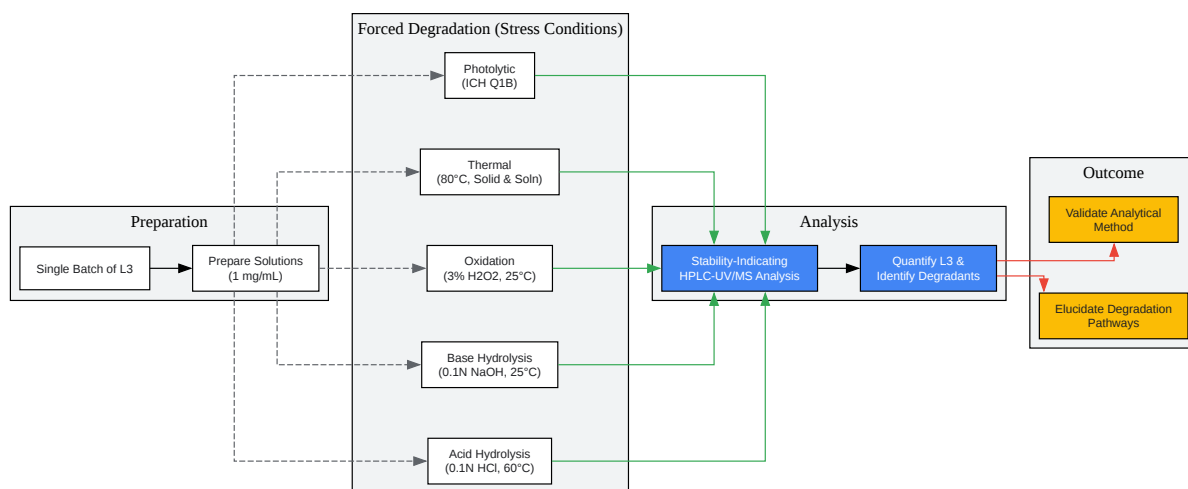 Preparation
Single Batch of L3
Prepare Solutions
(1 mg/mL)
Forced Degradation (Stress Conditions)
Photolytic
(ICH Q1B)
Thermal
(80°C, Solid & Soln)
Oxidation
(3% H2O2, 25°C)
Base Hydrolysis
(0.1N NaOH, 25°C)
Acid Hydrolysis
(0.1N HCl, 60°C)
Analysis
Stability-Indicating
HPLC-UV/MS Analysis
Quantify L3 &
Identify Degradants
Outcome
Validate Analytical
Method
Elucidate Degradation
Pathways